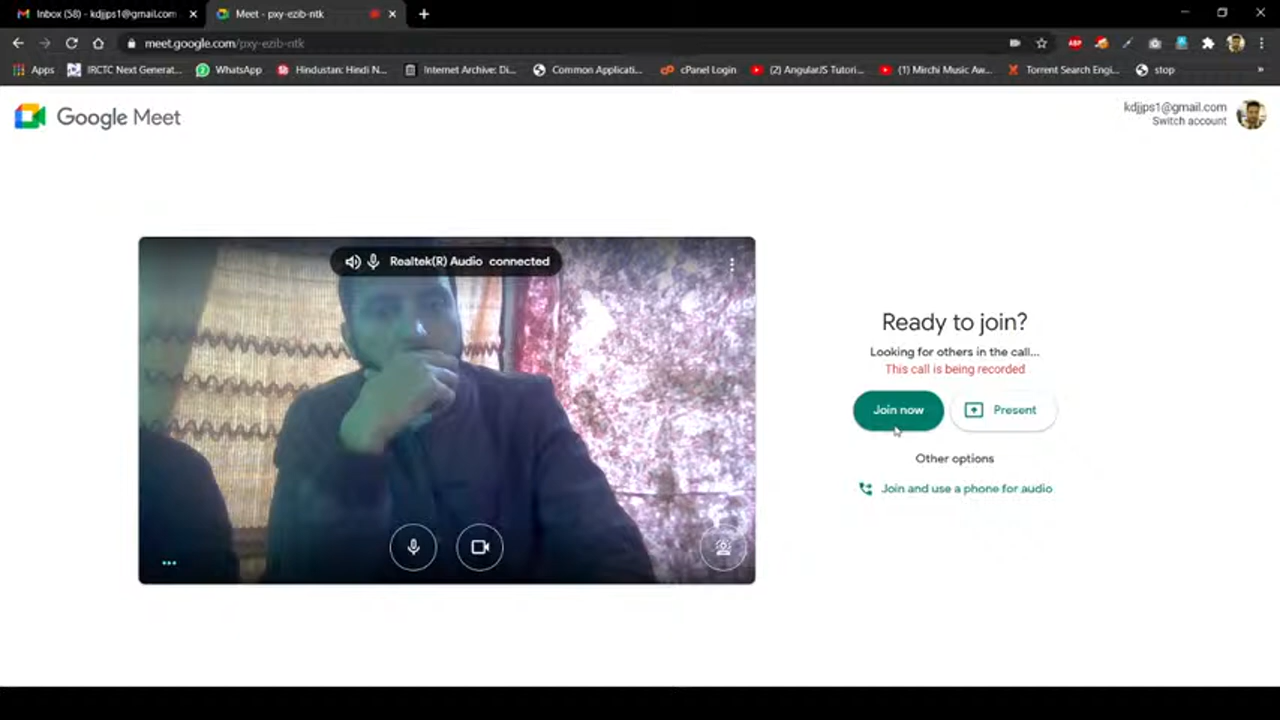 Inbox (58) - kdjjps1@gmail.com
Meet - pxy-ezib-ntk
meet.google.com/pxy-ezib-ntk
ABP
Apps
IRCTC Next Generat...
WhatsApp
Hindustan: Hindi N...
Internet Archive: Di...
Common Applicati...
cPanel Login
(2) AngularJS Tutori...
(1) Mirchi Music Aw...
Torrent Search Engi...
stop
»
Google Meet
kdjjps1@gmail.com
Switch account
Realtek(R) Audio connected
Ready to join?
Looking for others in the call...
This call is being recorded
Join now
Present
Other options
Join and use a phone for audio